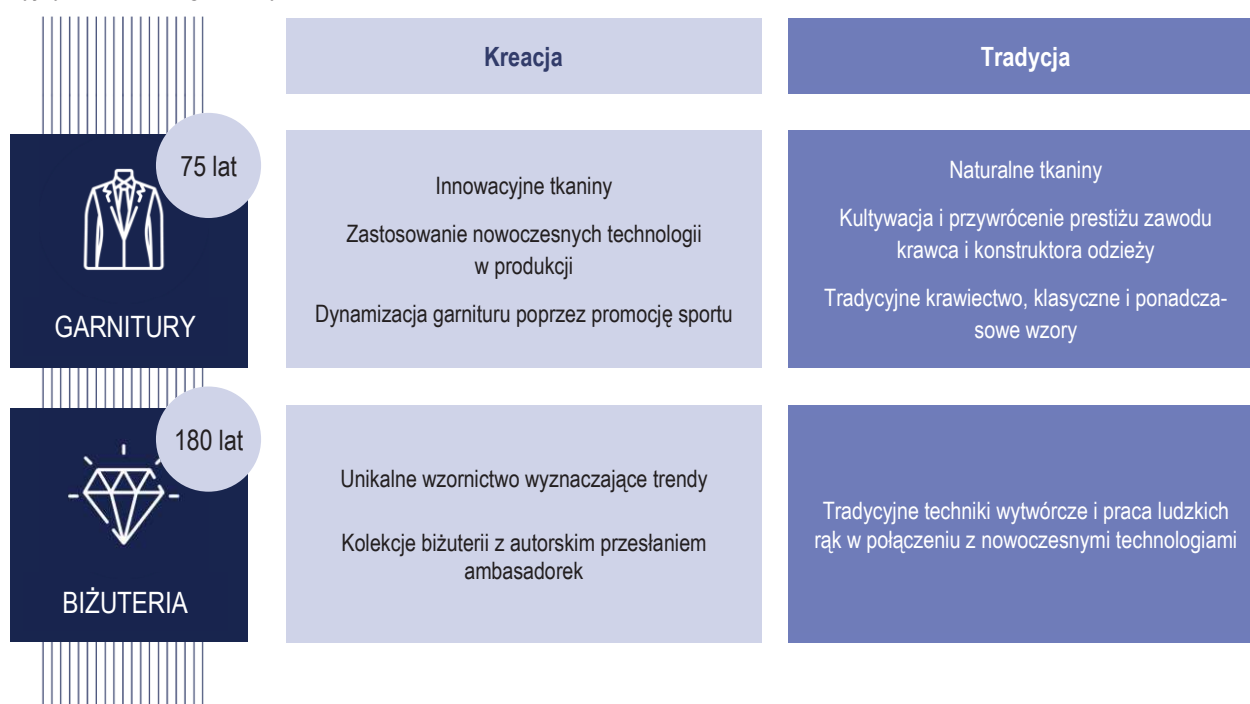 Kreacja
Tradycja
75 lat
GARNITURY
Innowacyjne tkaniny
Zastosowanie nowoczesnych technologii
w produkcji
Dynamizacja garnituru poprzez promocję sportu
Naturalne tkaniny
Kultywacja i przywrócenie prestiżu zawodu
krawca i konstruktora odzieży
Tradycyjne krawiectwo, klasyczne i ponadcza-
sowe wzory
180 lat
BIŻUTERIA
Unikalne wzornictwo wyznaczające trendy
Kolekcje biżuterii z autorskim przesłaniem
ambasadorek
Tradycyjne techniki wytwórcze i praca ludzkich
rąk w połączeniu z nowoczesnymi technologiami